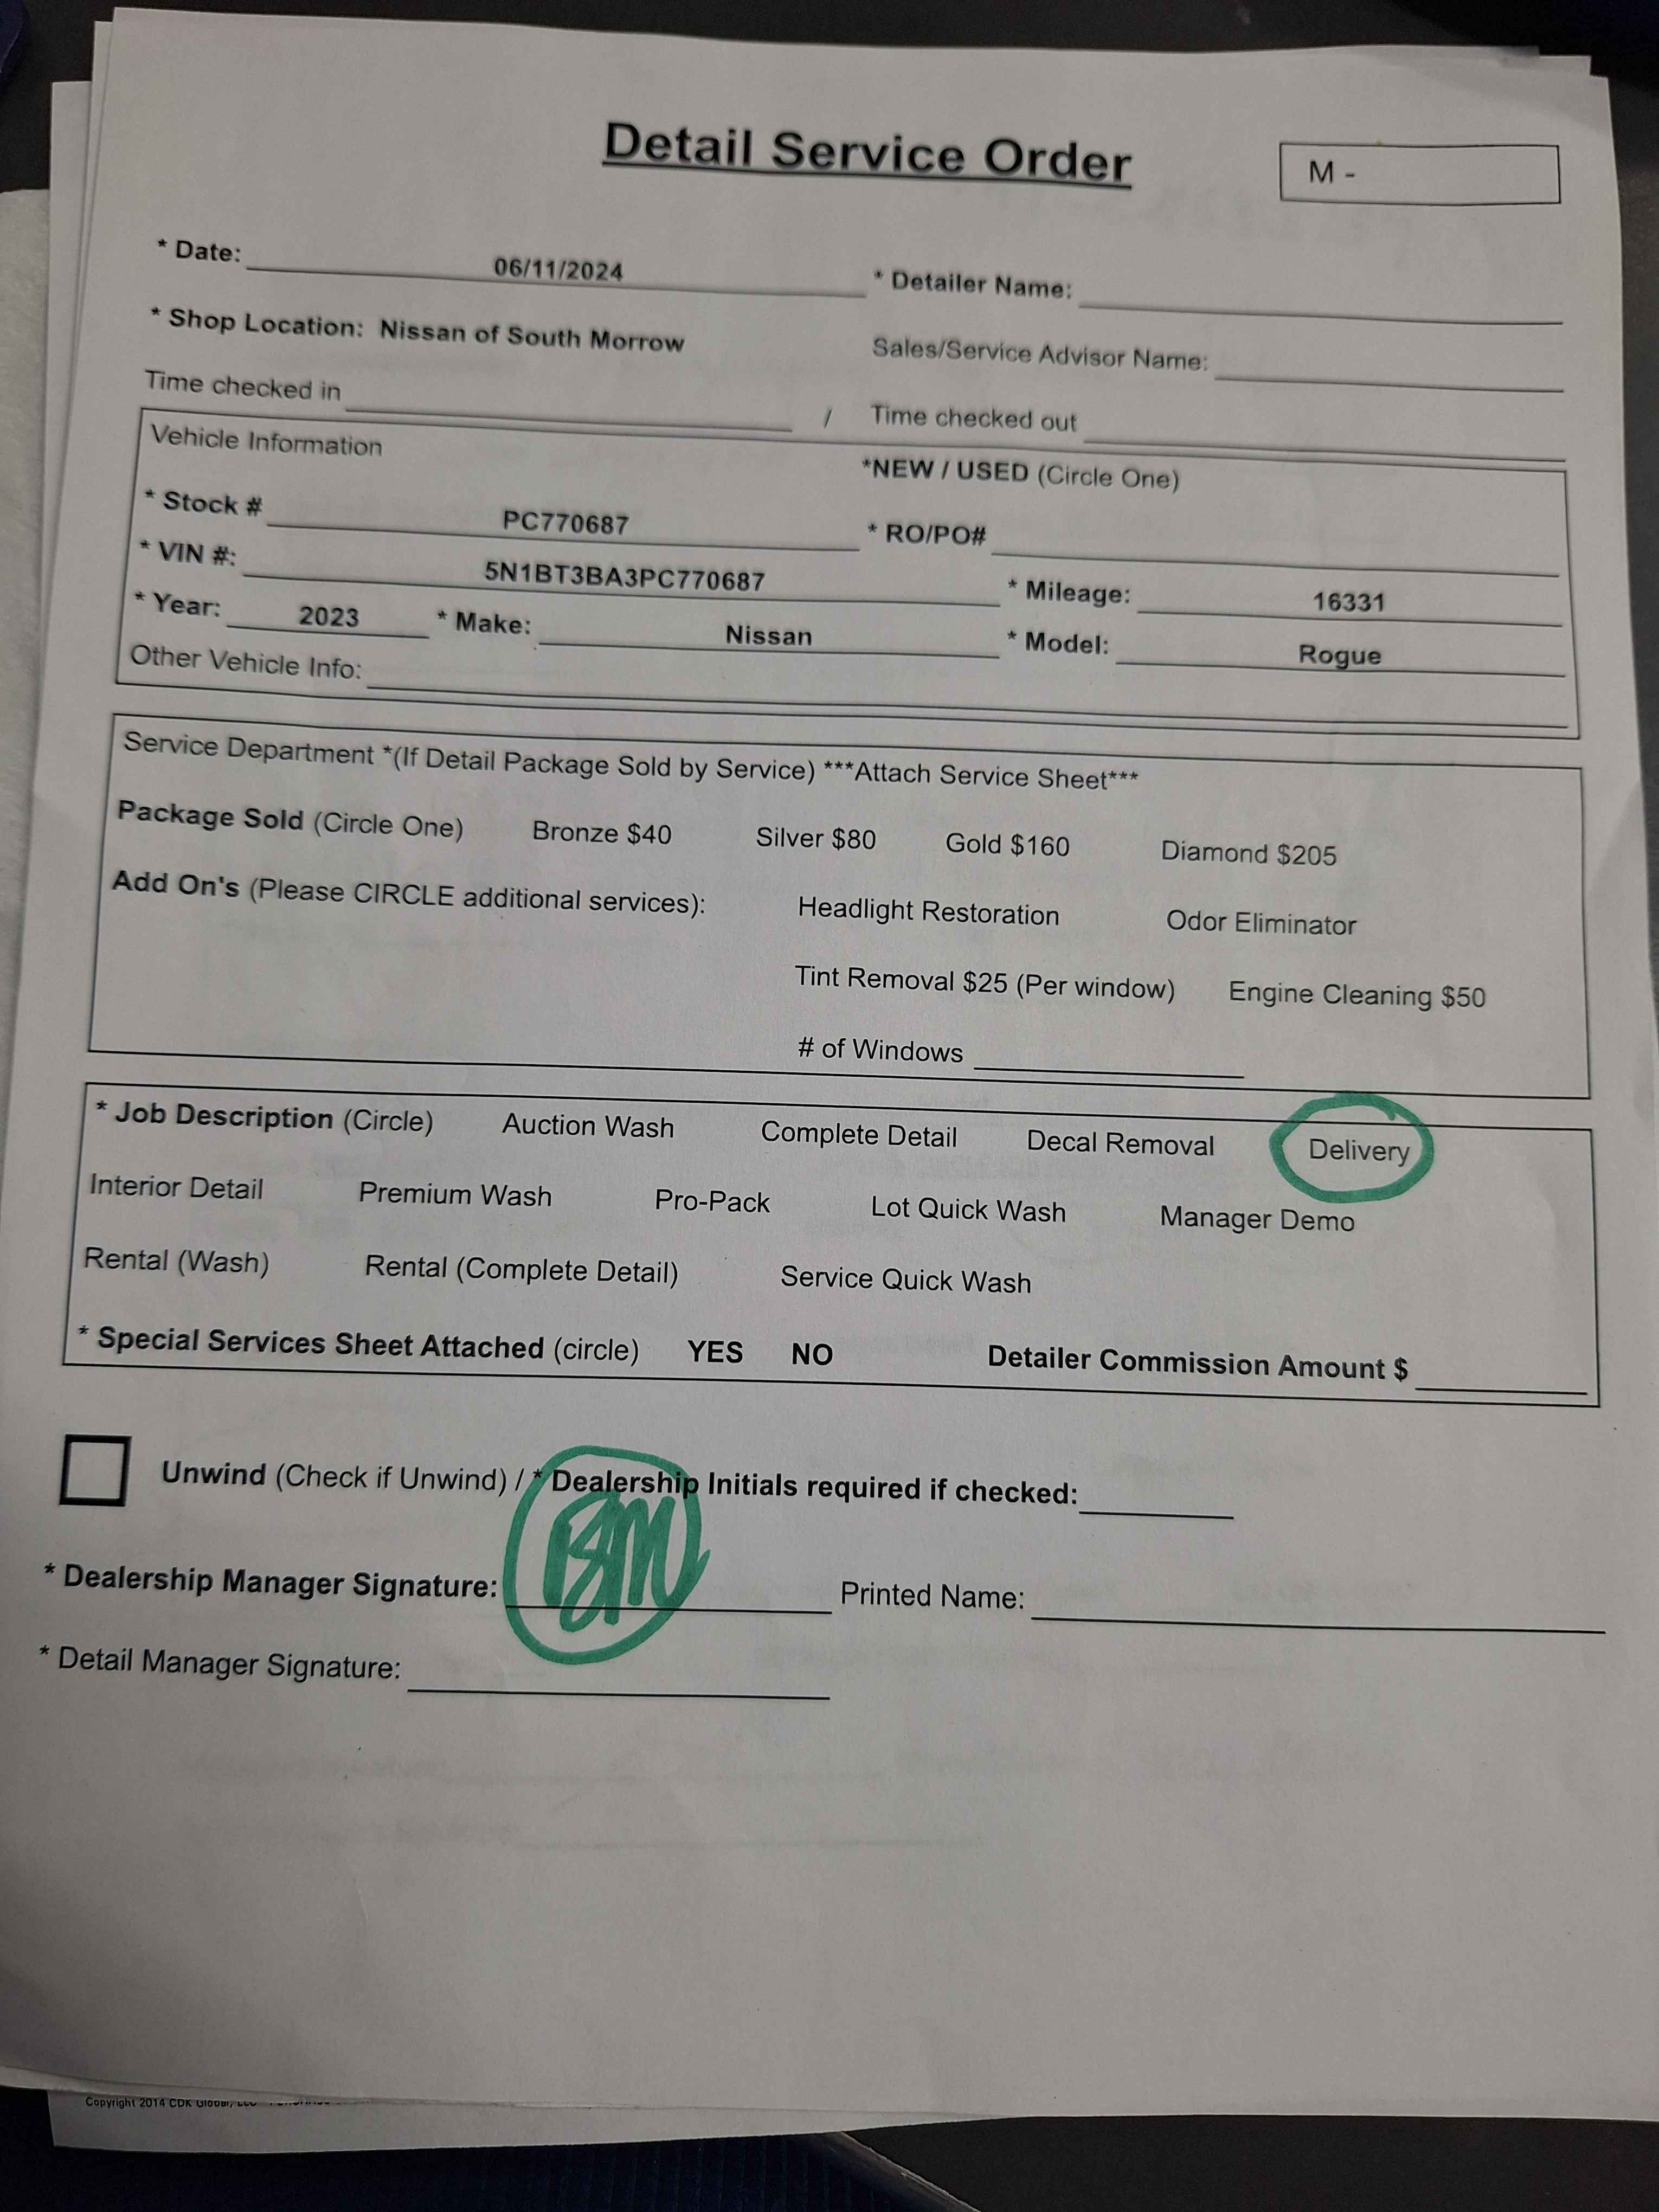 Detail Service Order
M -
* Date: 06/11/2024 * Detailer Name:
* Shop Location: Nissan of South Morrow Sales/Service Advisor Name:
Time checked in / Time checked out
Vehicle Information *NEW / USED (Circle One)
* Stock # PC770687 * RO/PO#
* VIN #: 5N1BT3BA3PC770687 * Mileage: 16331
* Year: 2023 * Make: Nissan * Model: Rogue
Other Vehicle Info:
Service Department *(If Detail Package Sold by Service) ***Attach Service Sheet***
Package Sold (Circle One) Bronze $40 Silver $80 Gold $160 Diamond $205
Add On's (Please CIRCLE additional services): Headlight Restoration Odor Eliminator
Tint Removal $25 (Per window) Engine Cleaning $50
# of Windows
* Job Description (Circle) Auction Wash Complete Detail Decal Removal Delivery
Interior Detail Premium Wash Pro-Pack Lot Quick Wash Manager Demo
Rental (Wash) Rental (Complete Detail) Service Quick Wash
* Special Services Sheet Attached (circle) YES NO Detailer Commission Amount $
Unwind (Check if Unwind) / * Dealership Initials required if checked:
* Dealership Manager Signature: Printed Name:
* Detail Manager Signature:
Copyright 2014 CDK Global, LLC